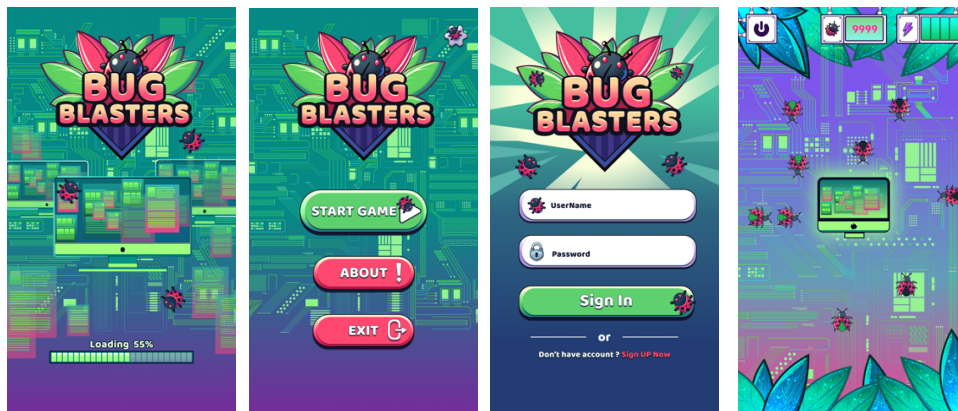 BUG
BLASTERS
Loading 55%
BUG
BLASTERS
START GAME
ABOUT !
EXIT
BUG
BLASTERS
UserName
Password
Sign In
or
Don't have account ? Sign UP Now
9999